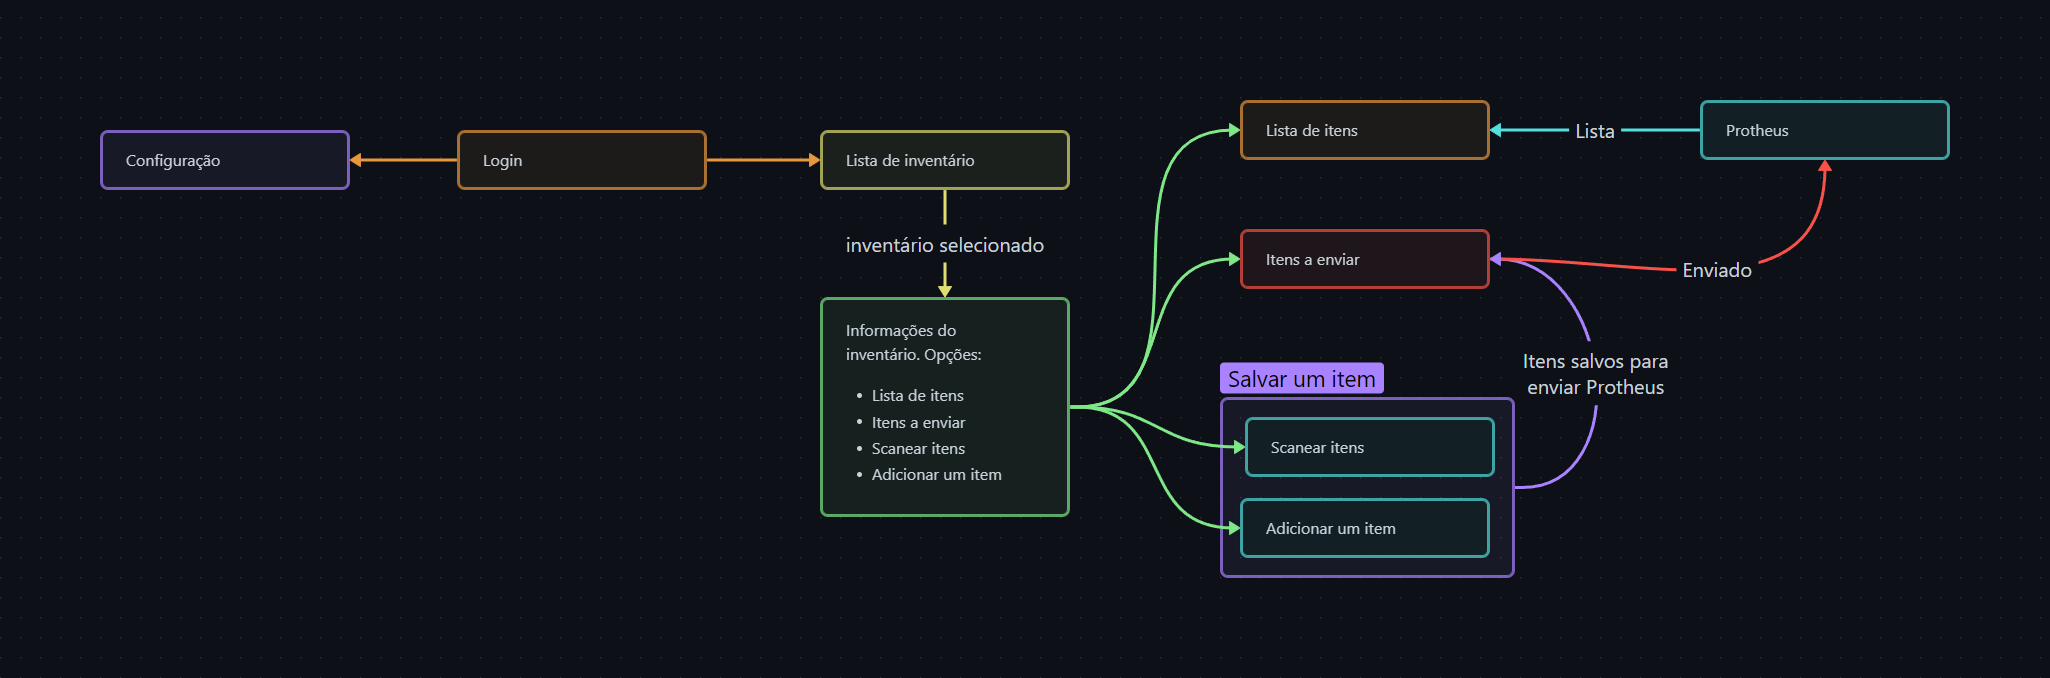 Configuração
Login
Lista de inventário
inventário selecionado
Informações do
inventário. Opções:
• Lista de itens
• Itens a enviar
• Scanear itens
• Adicionar um item
Lista de itens
Lista
Protheus
Itens a enviar
Enviado
Itens salvos para
enviar Protheus
Salvar um item
Scanear itens
Adicionar um item